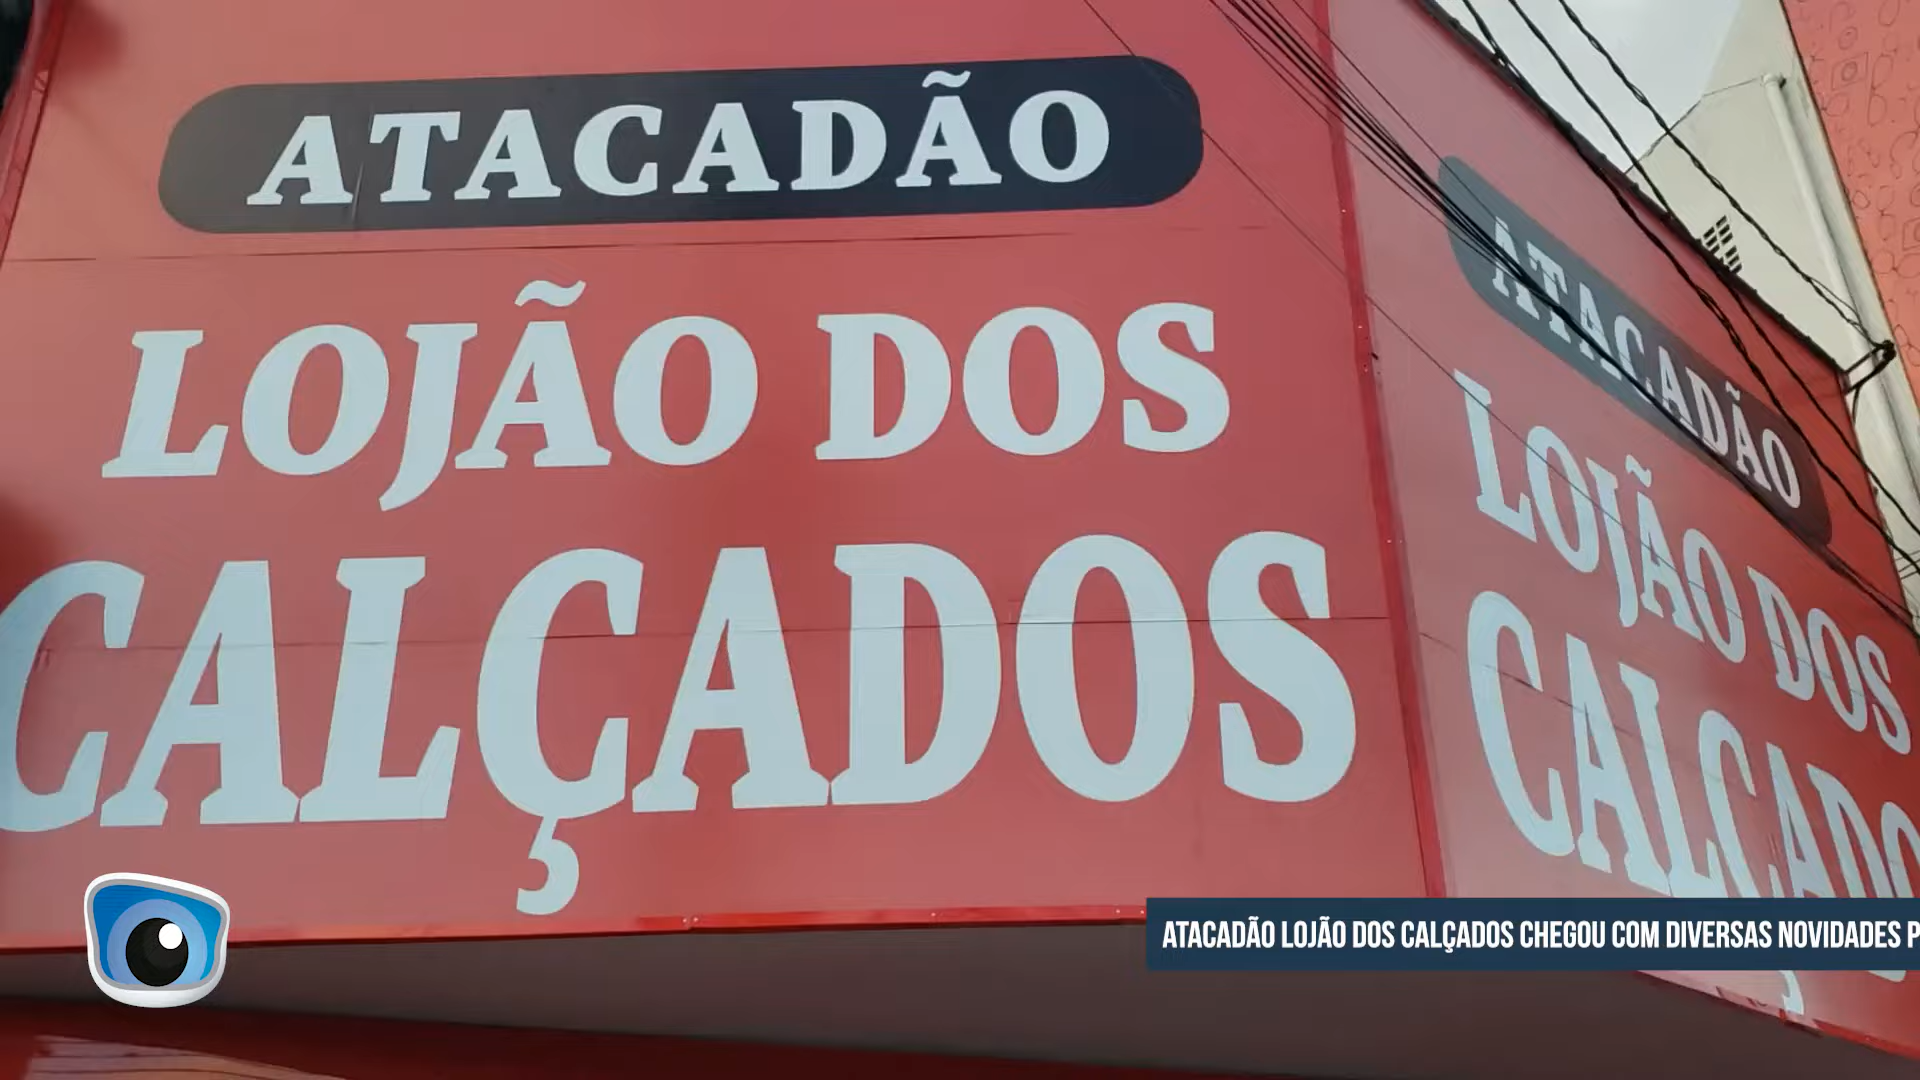 ATACADÃO
LOJÃO DOS
CALÇADOS
ATACADÃO
LOJÃO DOS
CALÇADO
ATACADÃO LOJÃO DOS CALÇADOS CHEGOU COM DIVERSAS NOVIDADES P